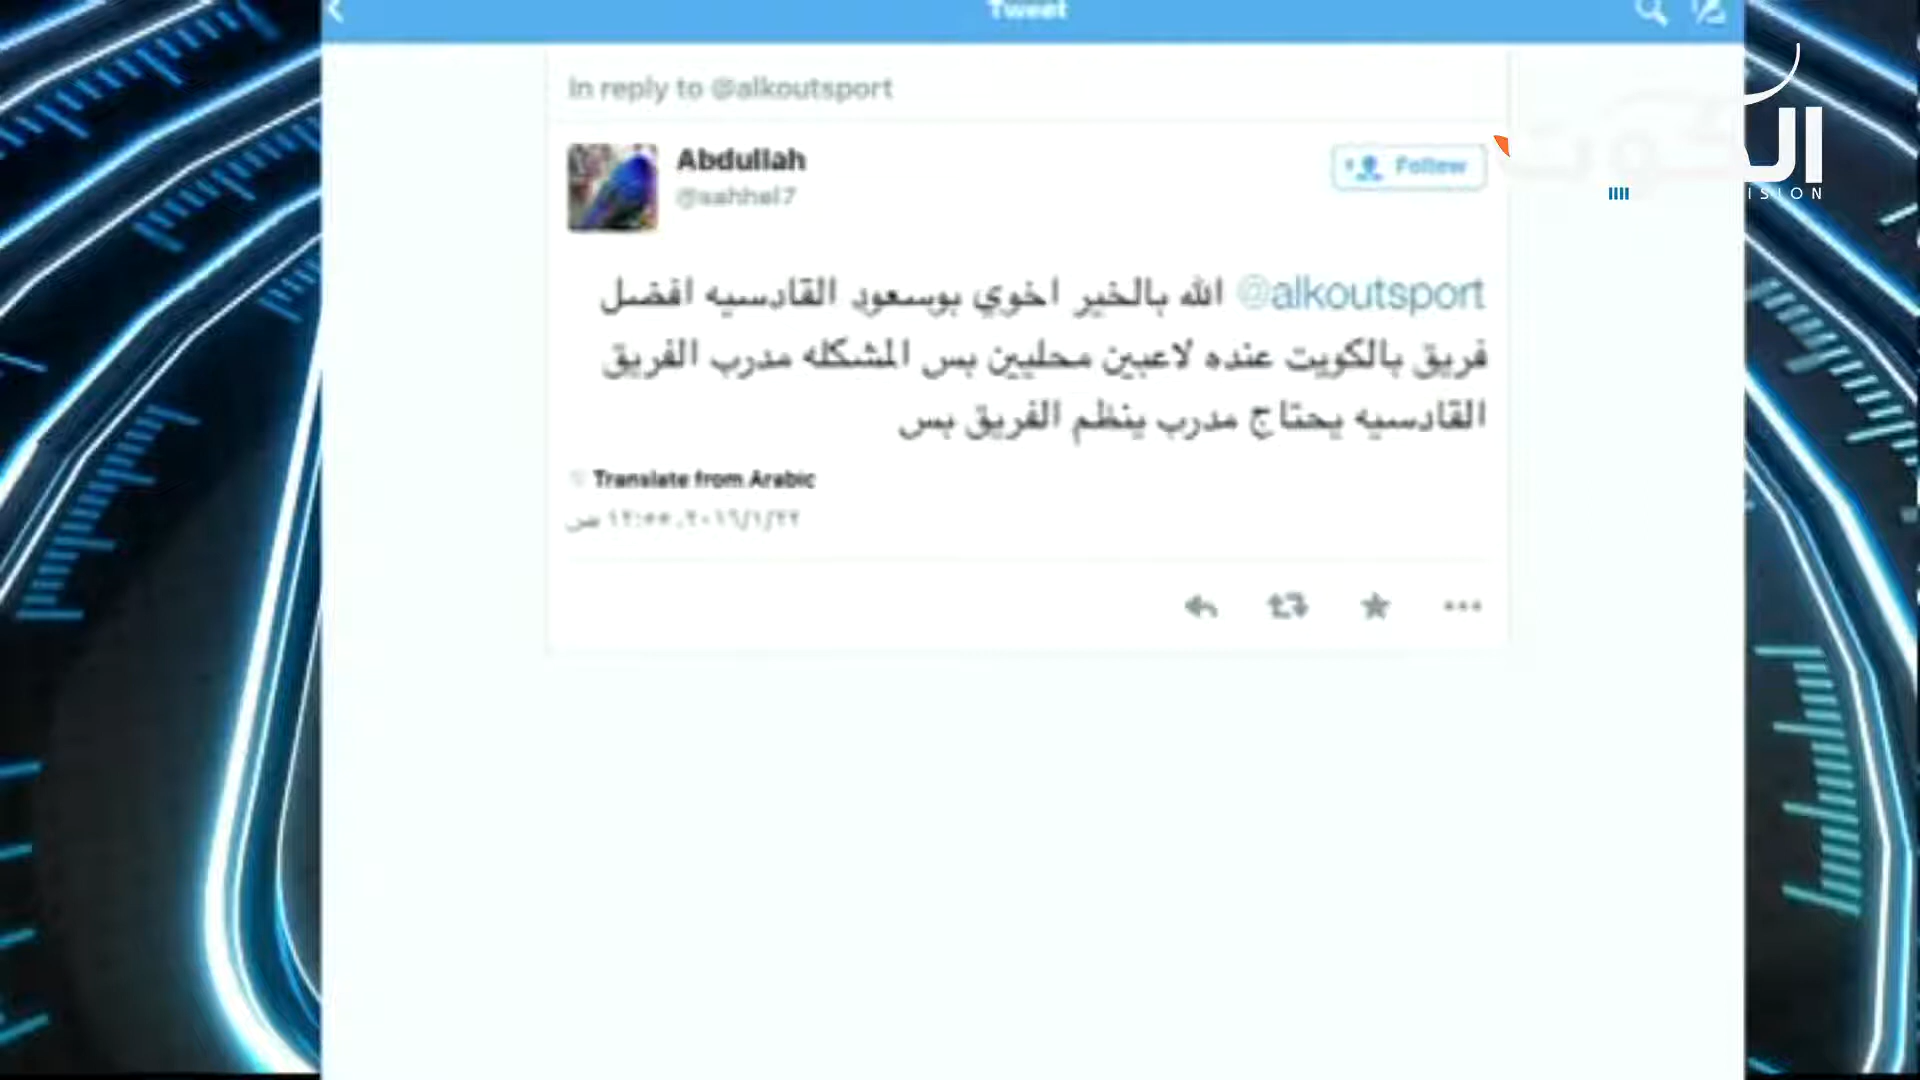 Tweet
In reply to @alkoutsport
Abdullah
@sahhel7
Follow
@alkoutsport الله بالخير اخوي بوسعود القادسيه افضل
فريق بالكويت عنده لاعبين محليين بس المشكله مدرب الفريق
القادسيه يحتاج مدرب ينظم الفريق بس
Translate from Arabic